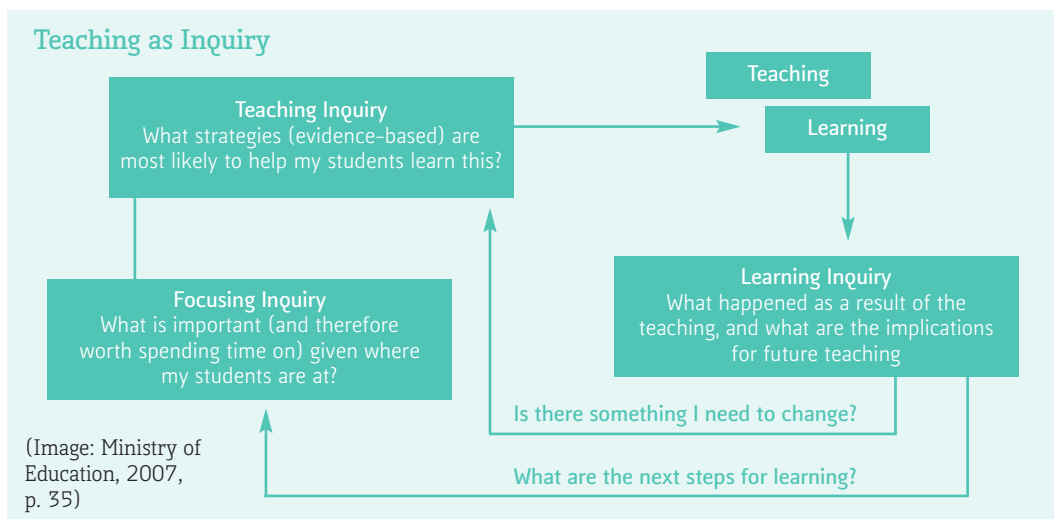 Teaching as Inquiry
Teaching
Learning
Teaching Inquiry
What strategies (evidence-based) are
most likely to help my students learn this?
Focusing Inquiry
What is important (and therefore
worth spending time on) given where
my students are at?
Learning Inquiry
What happened as a result of the
teaching, and what are the implications
for future teaching
Is there something I need to change?
What are the next steps for learning?
(Image: Ministry of
Education, 2007,
p. 35)